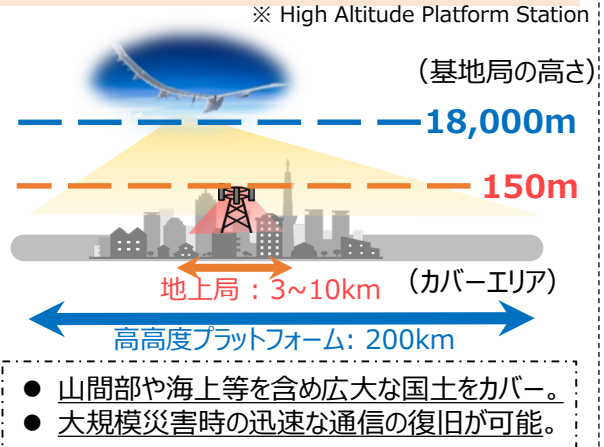 ※ High Altitude Platform Station
（基地局の高さ）
18,000m
150m
地上局 : 3~10km
（カバーエリア）
高高度プラットフォーム: 200km
● 山間部や海上等を含め広大な国土をカバー。
● 大規模災害時の迅速な通信の復旧が可能。